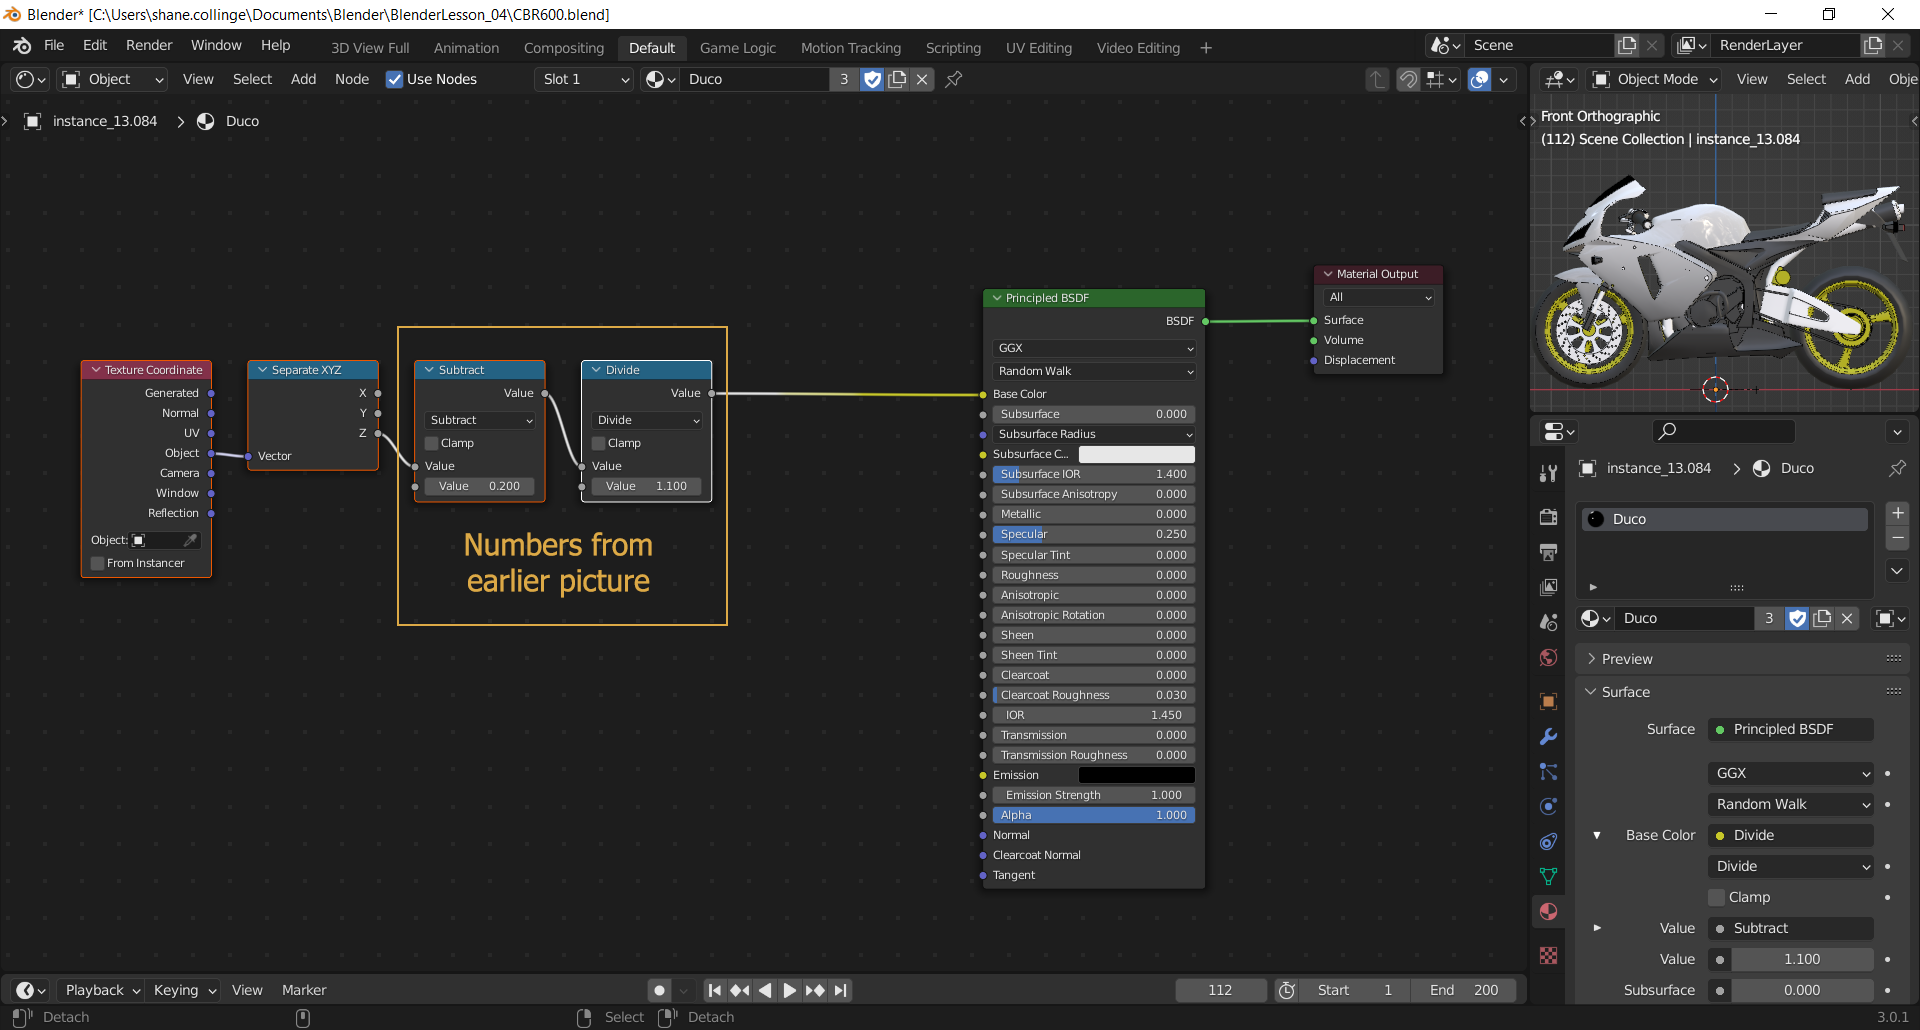 Blender* [C:\Users\shane.collinge\Documents\Blender\BlenderLesson_04\CBR600.blend]
File Edit Render Window Help 3D View Full Animation Compositing Default Game Logic Motion Tracking Scripting UV Editing Video Editing + Scene RenderLayer
Object View Select Add Node Use Nodes Slot 1 Duco 3
instance_13.084 > Duco
Texture Coordinate
Generated
Normal
UV
Object
Camera
Window
Reflection
Object:
From Instancer
Separate XYZ
X
Y
Z
Vector
Subtract
Value
Subtract
Clamp
Value
Value 0.200
Divide
Value
Divide
Clamp
Value
Value 1.100
Numbers from
earlier picture
Principled BSDF
BSDF
GGX
Random Walk
Base Color
Subsurface 0.000
Subsurface Radius
Subsurface C...
Subsurface IOR 1.400
Subsurface Anisotropy 0.000
Metallic 0.000
Specular 0.250
Specular Tint 0.000
Roughness 0.000
Anisotropic 0.000
Anisotropic Rotation 0.000
Sheen 0.000
Sheen Tint 0.000
Clearcoat 0.000
Clearcoat Roughness 0.030
IOR 1.450
Transmission 0.000
Transmission Roughness 0.000
Emission
Emission Strength 1.000
Alpha 1.000
Normal
Clearcoat Normal
Tangent
Material Output
All
Surface
Volume
Displacement
Object Mode View Select Add Obje
Front Orthographic
(112) Scene Collection | instance_13.084
instance_13.084 > Duco
Duco
Duco 3
Preview
Surface
Surface Principled BSDF
GGX
Random Walk
Base Color Divide
Divide
Clamp
Value Subtract
Value 1.100
Subsurface 0.000
Playback Keying View Marker 112 Start 1 End 200
Detach Select Detach 3.0.1